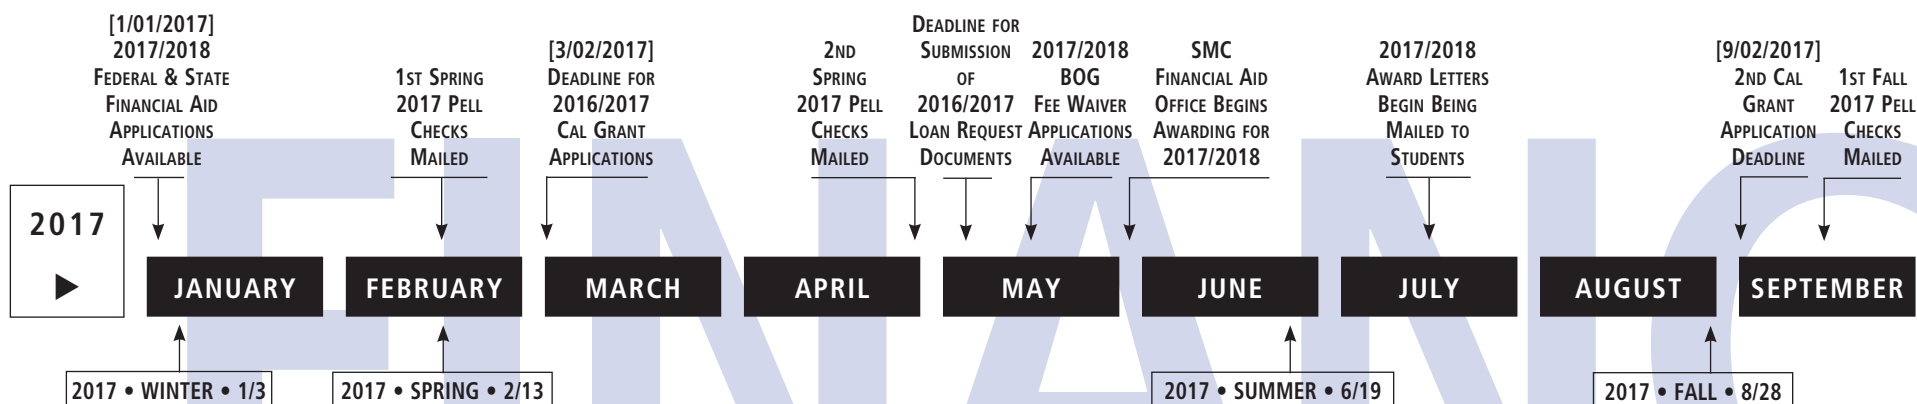 [1/01/2017]
2017/2018
Federal & State
Financial Aid
Applications
Available
1st Spring
2017 Pell
Checks
Mailed
[3/02/2017]
Deadline for
2016/2017
Cal Grant
Applications
2nd
Spring
2017 Pell
Checks
Mailed
Deadline for
Submission
of
2016/2017
Loan Request
Documents
2017/2018
BOG
Fee Waiver
Applications
Available
SMC
Financial Aid
Office Begins
Awarding for
2017/2018
2017/2018
Award Letters
Begin Being
Mailed to
Students
[9/02/2017]
2nd Cal
Grant
Application
Deadline
1st Fall
2017 Pell
Checks
Mailed
2017
JANUARY
FEBRUARY
MARCH
APRIL
MAY
JUNE
JULY
AUGUST
SEPTEMBER
2017 • WINTER • 1/3
2017 • SPRING • 2/13
2017 • SUMMER • 6/19
2017 • FALL • 8/28
FINANC